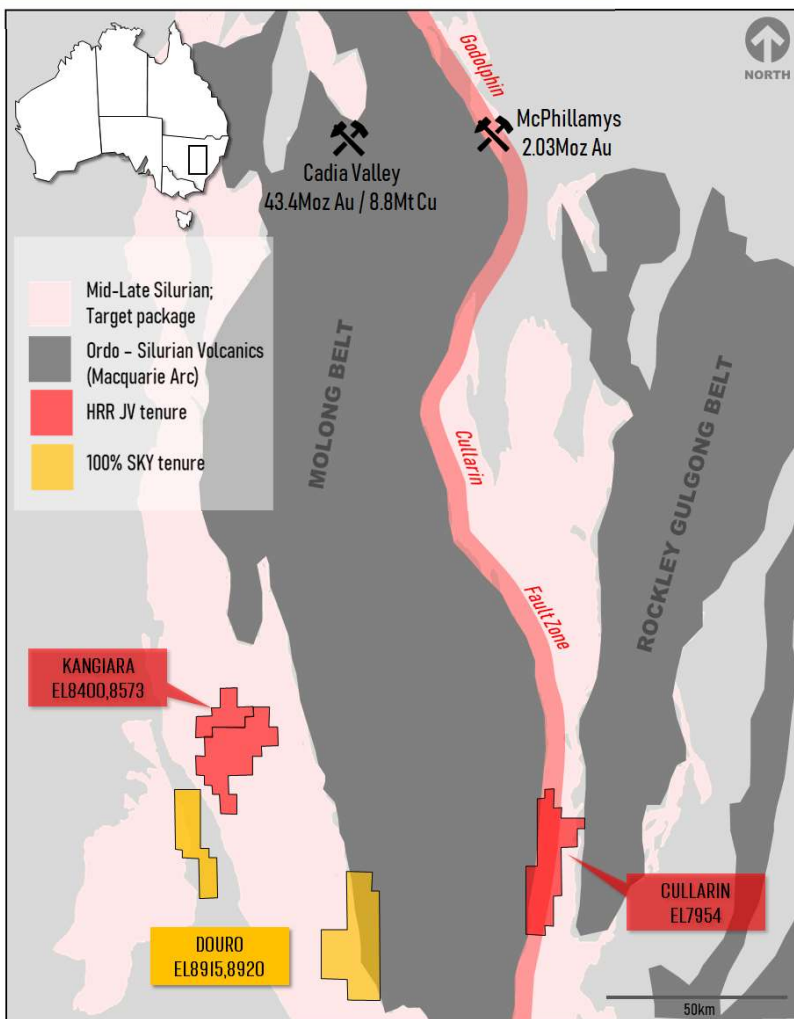 Godolphin
NORTH
McPhillamys
2.03Moz Au
Cadia Valley
43.4Moz Au / 8.8Mt Cu
Mid-Late Silurian;
Target package
Ordo – Silurian Volcanics
(Macquarie Arc)
HRR JV tenure
100% SKY tenure
MOLONG BELT
Cullarin
ROCKLEY GULGONG BELT
Fault Zone
KANGIARA
EL8400,8573
CULLARIN
EL7954
DOURO
EL8915,8920
50km